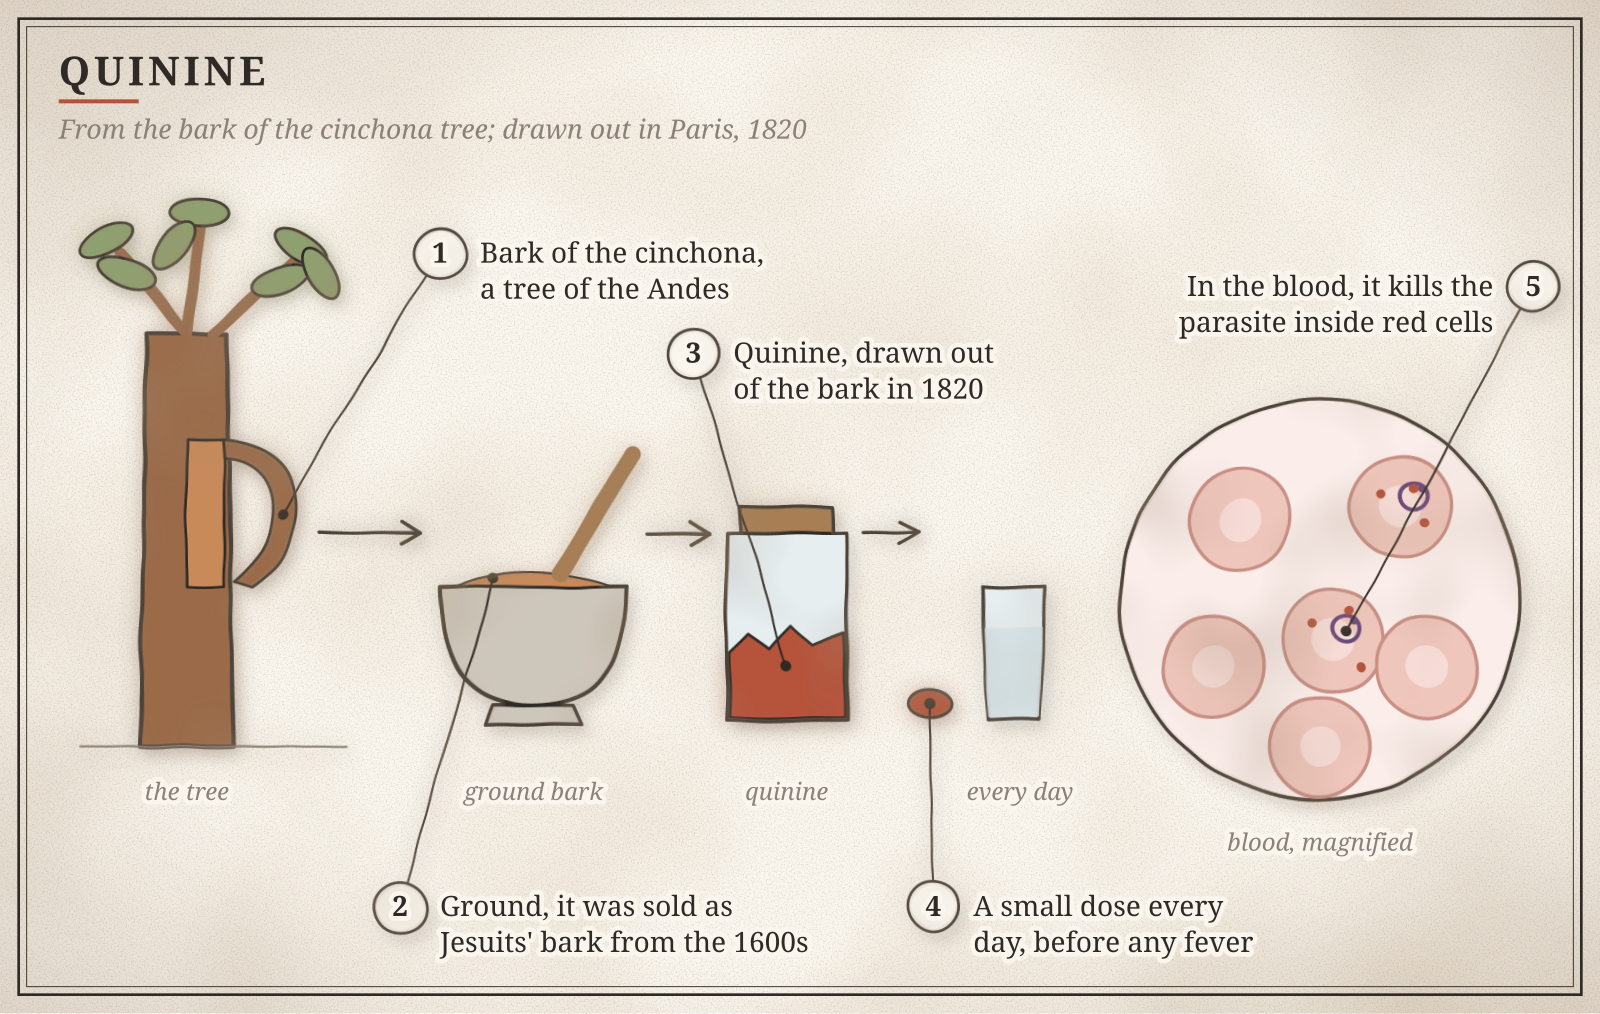 QUININE
From the bark of the cinchona tree; drawn out in Paris, 1820
1
Bark of the cinchona,
a tree of the Andes
3
Quinine, drawn out
of the bark in 1820
In the blood, it kills the
parasite inside red cells
5
the tree
ground bark
quinine
every day
blood, magnified
2
Ground, it was sold as
Jesuits' bark from the 1600s
4
A small dose every
day, before any fever